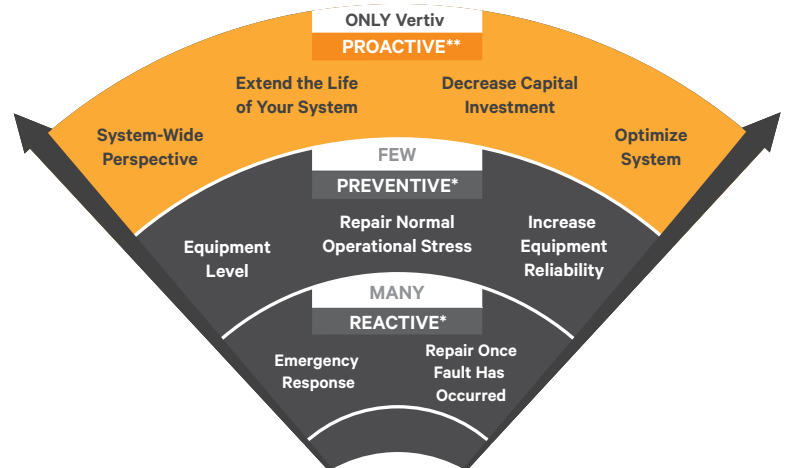 ONLY Vertiv
PROACTIVE**
Extend the Life
of Your System
Decrease Capital
Investment
System-Wide
Perspective
Optimize
System
FEW
PREVENTIVE*
Repair Normal
Operational Stress
Increase
Equipment
Reliability
Equipment
Level
MANY
REACTIVE*
Emergency
Response
Repair Once
Fault Has
Occurred